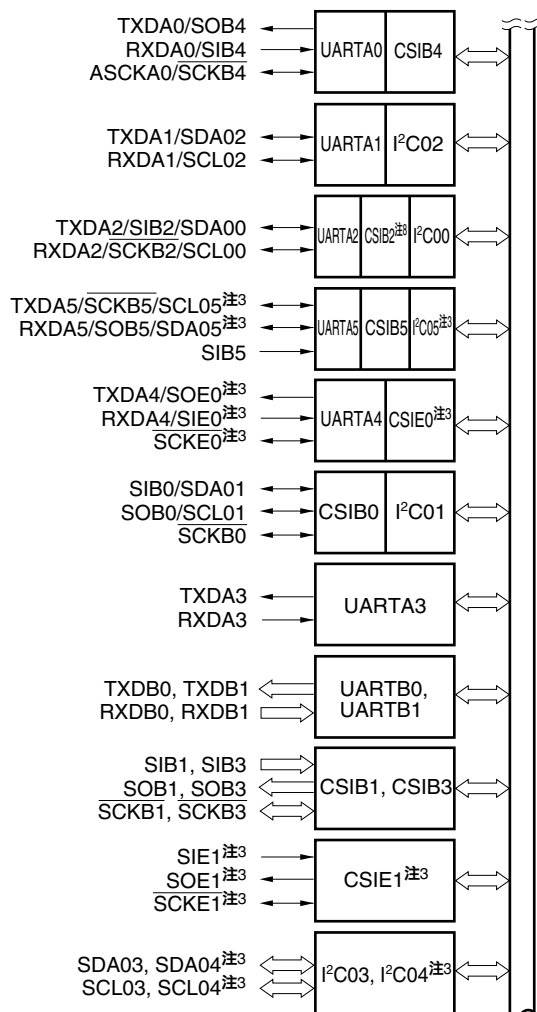 TXDA0/SOB4
RXDA0/SIB4
ASCKA0/SCKB4
UARTA0
CSIB4
TXDA1/SDA02
RXDA1/SCL02
UARTA1
I²C02
TXDA2/SIB2/SDA00
RXDA2/SCKB2/SCL00
UARTA2
CSIB2注8
I²C00
TXDA5/SCKB5/SCL05注3
RXDA5/SOB5/SDA05注3
SIB5
UARTA5
CSIB5
I²C05注3
TXDA4/SOE0注3
RXDA4/SIE0注3
SCKE0注3
UARTA4
CSIE0注3
SIB0/SDA01
SOB0/SCL01
SCKB0
CSIB0
I²C01
TXDA3
RXDA3
UARTA3
TXDB0, TXDB1
RXDB0, RXDB1
UARTB0,
UARTB1
SIB1, SIB3
SOB1, SOB3
SCKB1, SCKB3
CSIB1, CSIB3
SIE1注3
SOE1注3
SCKE1注3
CSIE1注3
SDA03, SDA04注3
SCL03, SCL04注3
I²C03, I²C04注3